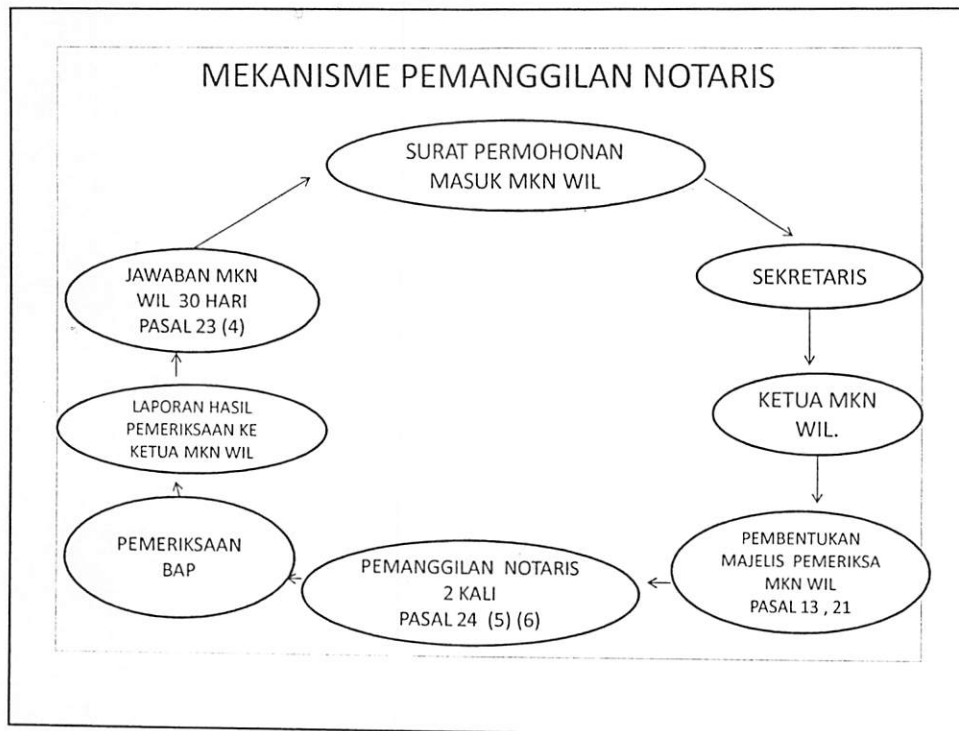 MEKANISME PEMANGGILAN NOTARIS
SURAT PERMOHONAN
MASUK MKN WIL
SEKRETARIS
KETUA MKN
WIL.
PEMBENTUKAN
MAJELIS PEMERIKSA
MKN WIL
PASAL 13 , 21
PEMANGGILAN NOTARIS
2 KALI
PASAL 24 (5) (6)
PEMERIKSAAN
BAP
LAPORAN HASIL
PEMERIKSAAN KE
KETUA MKN WIL
JAWABAN MKN
WIL 30 HARI
PASAL 23 (4)